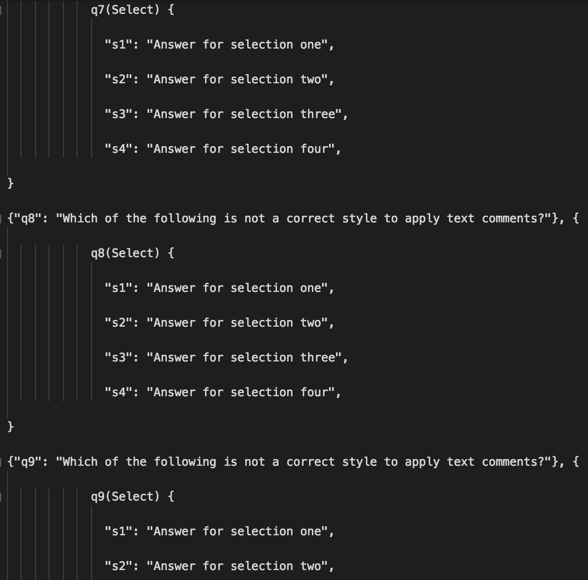 q7(Select) {
"s1": "Answer for selection one",
"s2": "Answer for selection two",
"s3": "Answer for selection three",
"s4": "Answer for selection four",
}
{"q8": "Which of the following is not a correct style to apply text comments?"}, {
q8(Select) {
"s1": "Answer for selection one",
"s2": "Answer for selection two",
"s3": "Answer for selection three",
"s4": "Answer for selection four",
}
{"q9": "Which of the following is not a correct style to apply text comments?"}, {
q9(Select) {
"s1": "Answer for selection one",
"s2": "Answer for selection two",